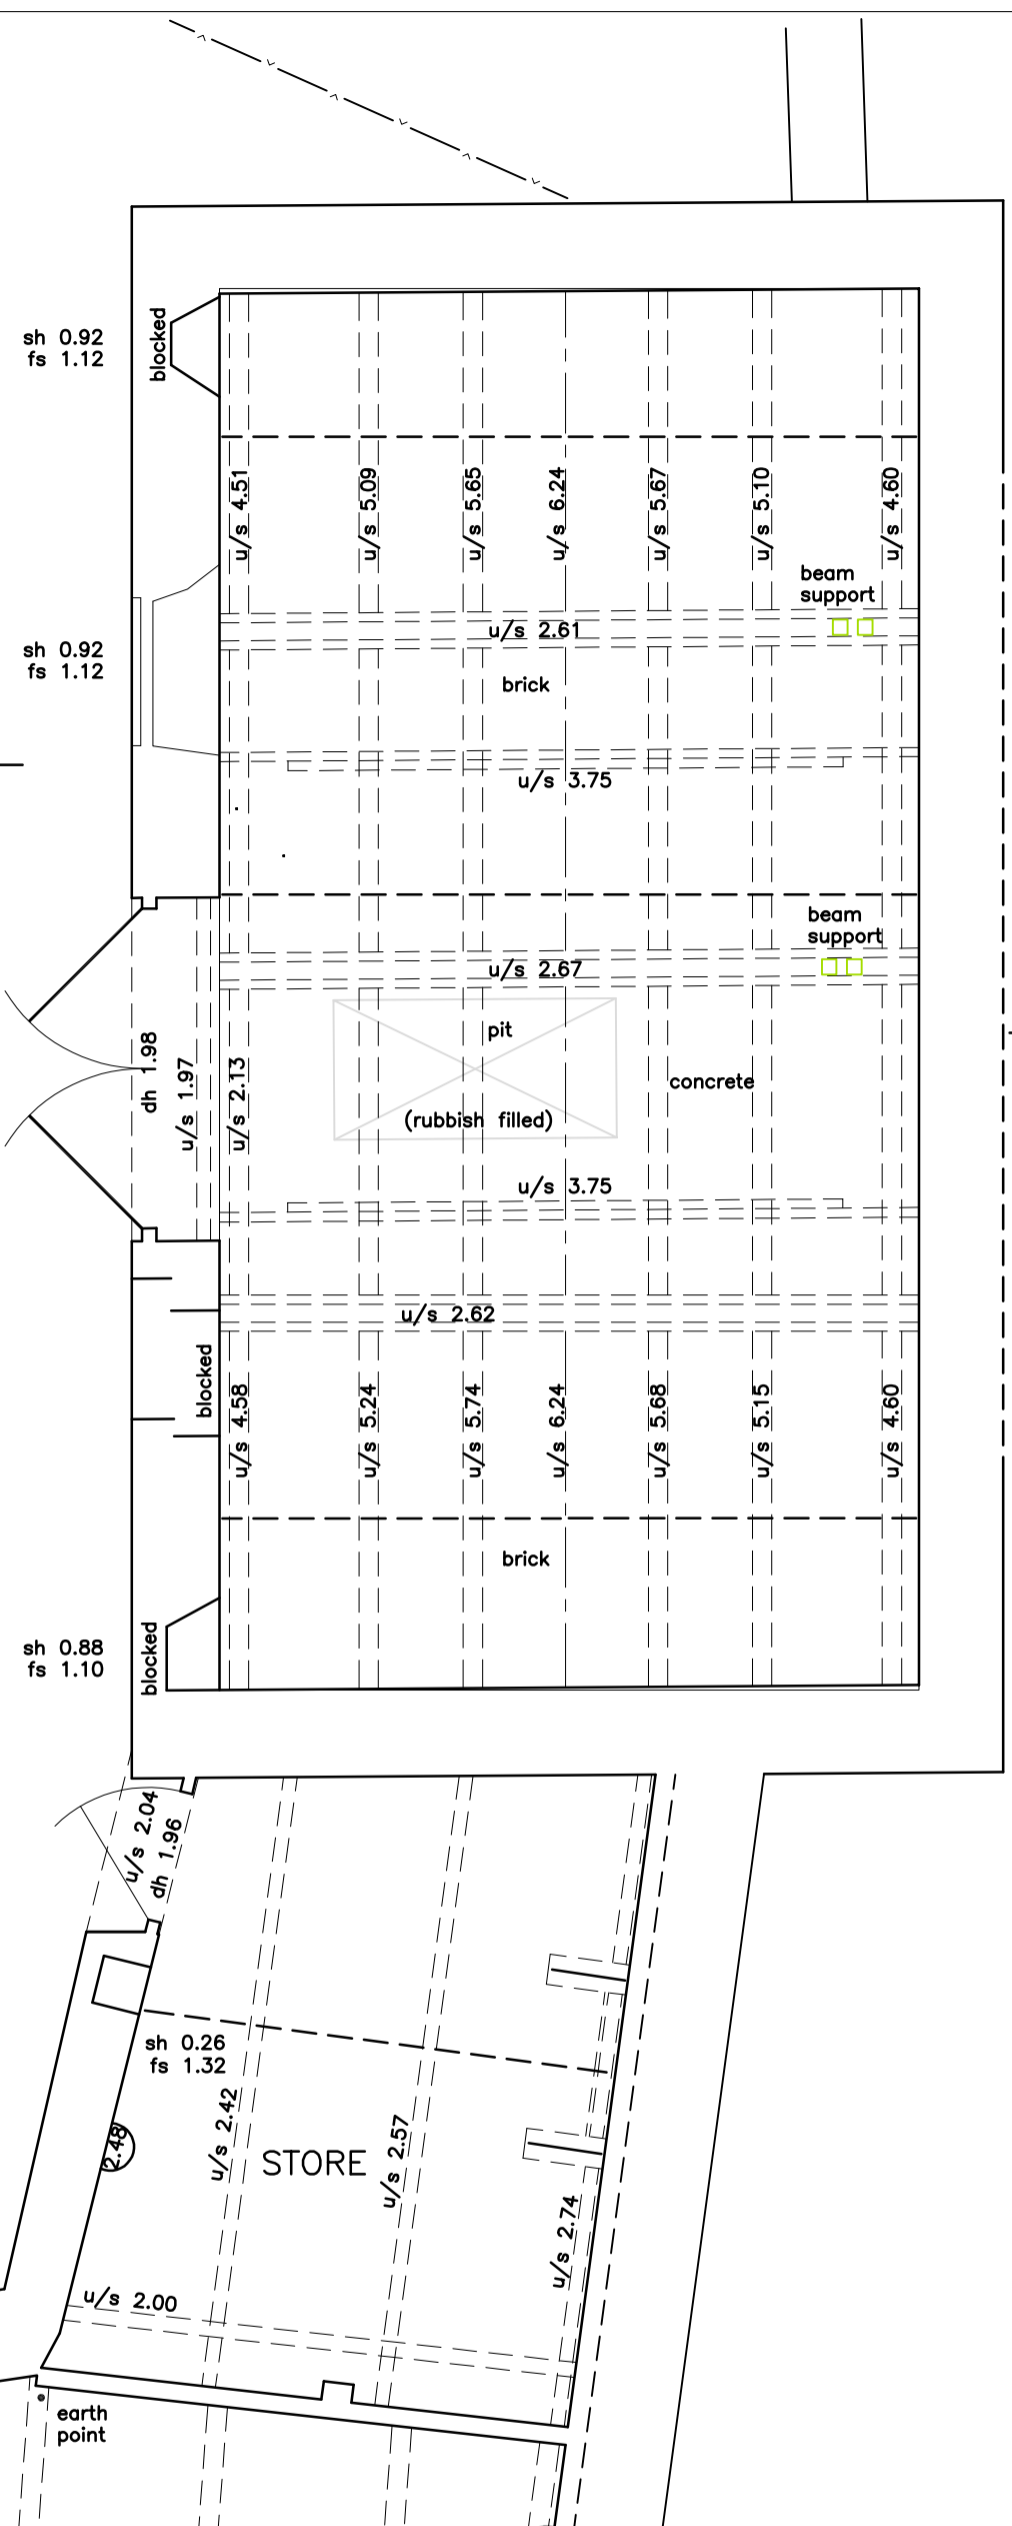 sh 0.92
fs 1.12
blocked
u/s 4.51
u/s 5.09
u/s 5.65
u/s 6.24
u/s 5.67
u/s 5.10
u/s 4.60
beam
support
u/s 2.61
sh 0.92
fs 1.12
brick
u/s 3.75
beam
support
u/s 2.67
pit
dh 1.98
u/s 1.97
u/s 2.13
concrete
(rubbish filled)
u/s 3.75
u/s 2.62
blocked
u/s 4.58
u/s 5.24
u/s 5.74
u/s 6.24
u/s 5.68
u/s 5.15
u/s 4.60
brick
sh 0.88
fs 1.10
blocked
u/s 2.04
dh 1.96
sh 0.26
fs 1.32
2.48
u/s 2.42
STORE
u/s 2.57
u/s 2.74
u/s 2.00
earth
point